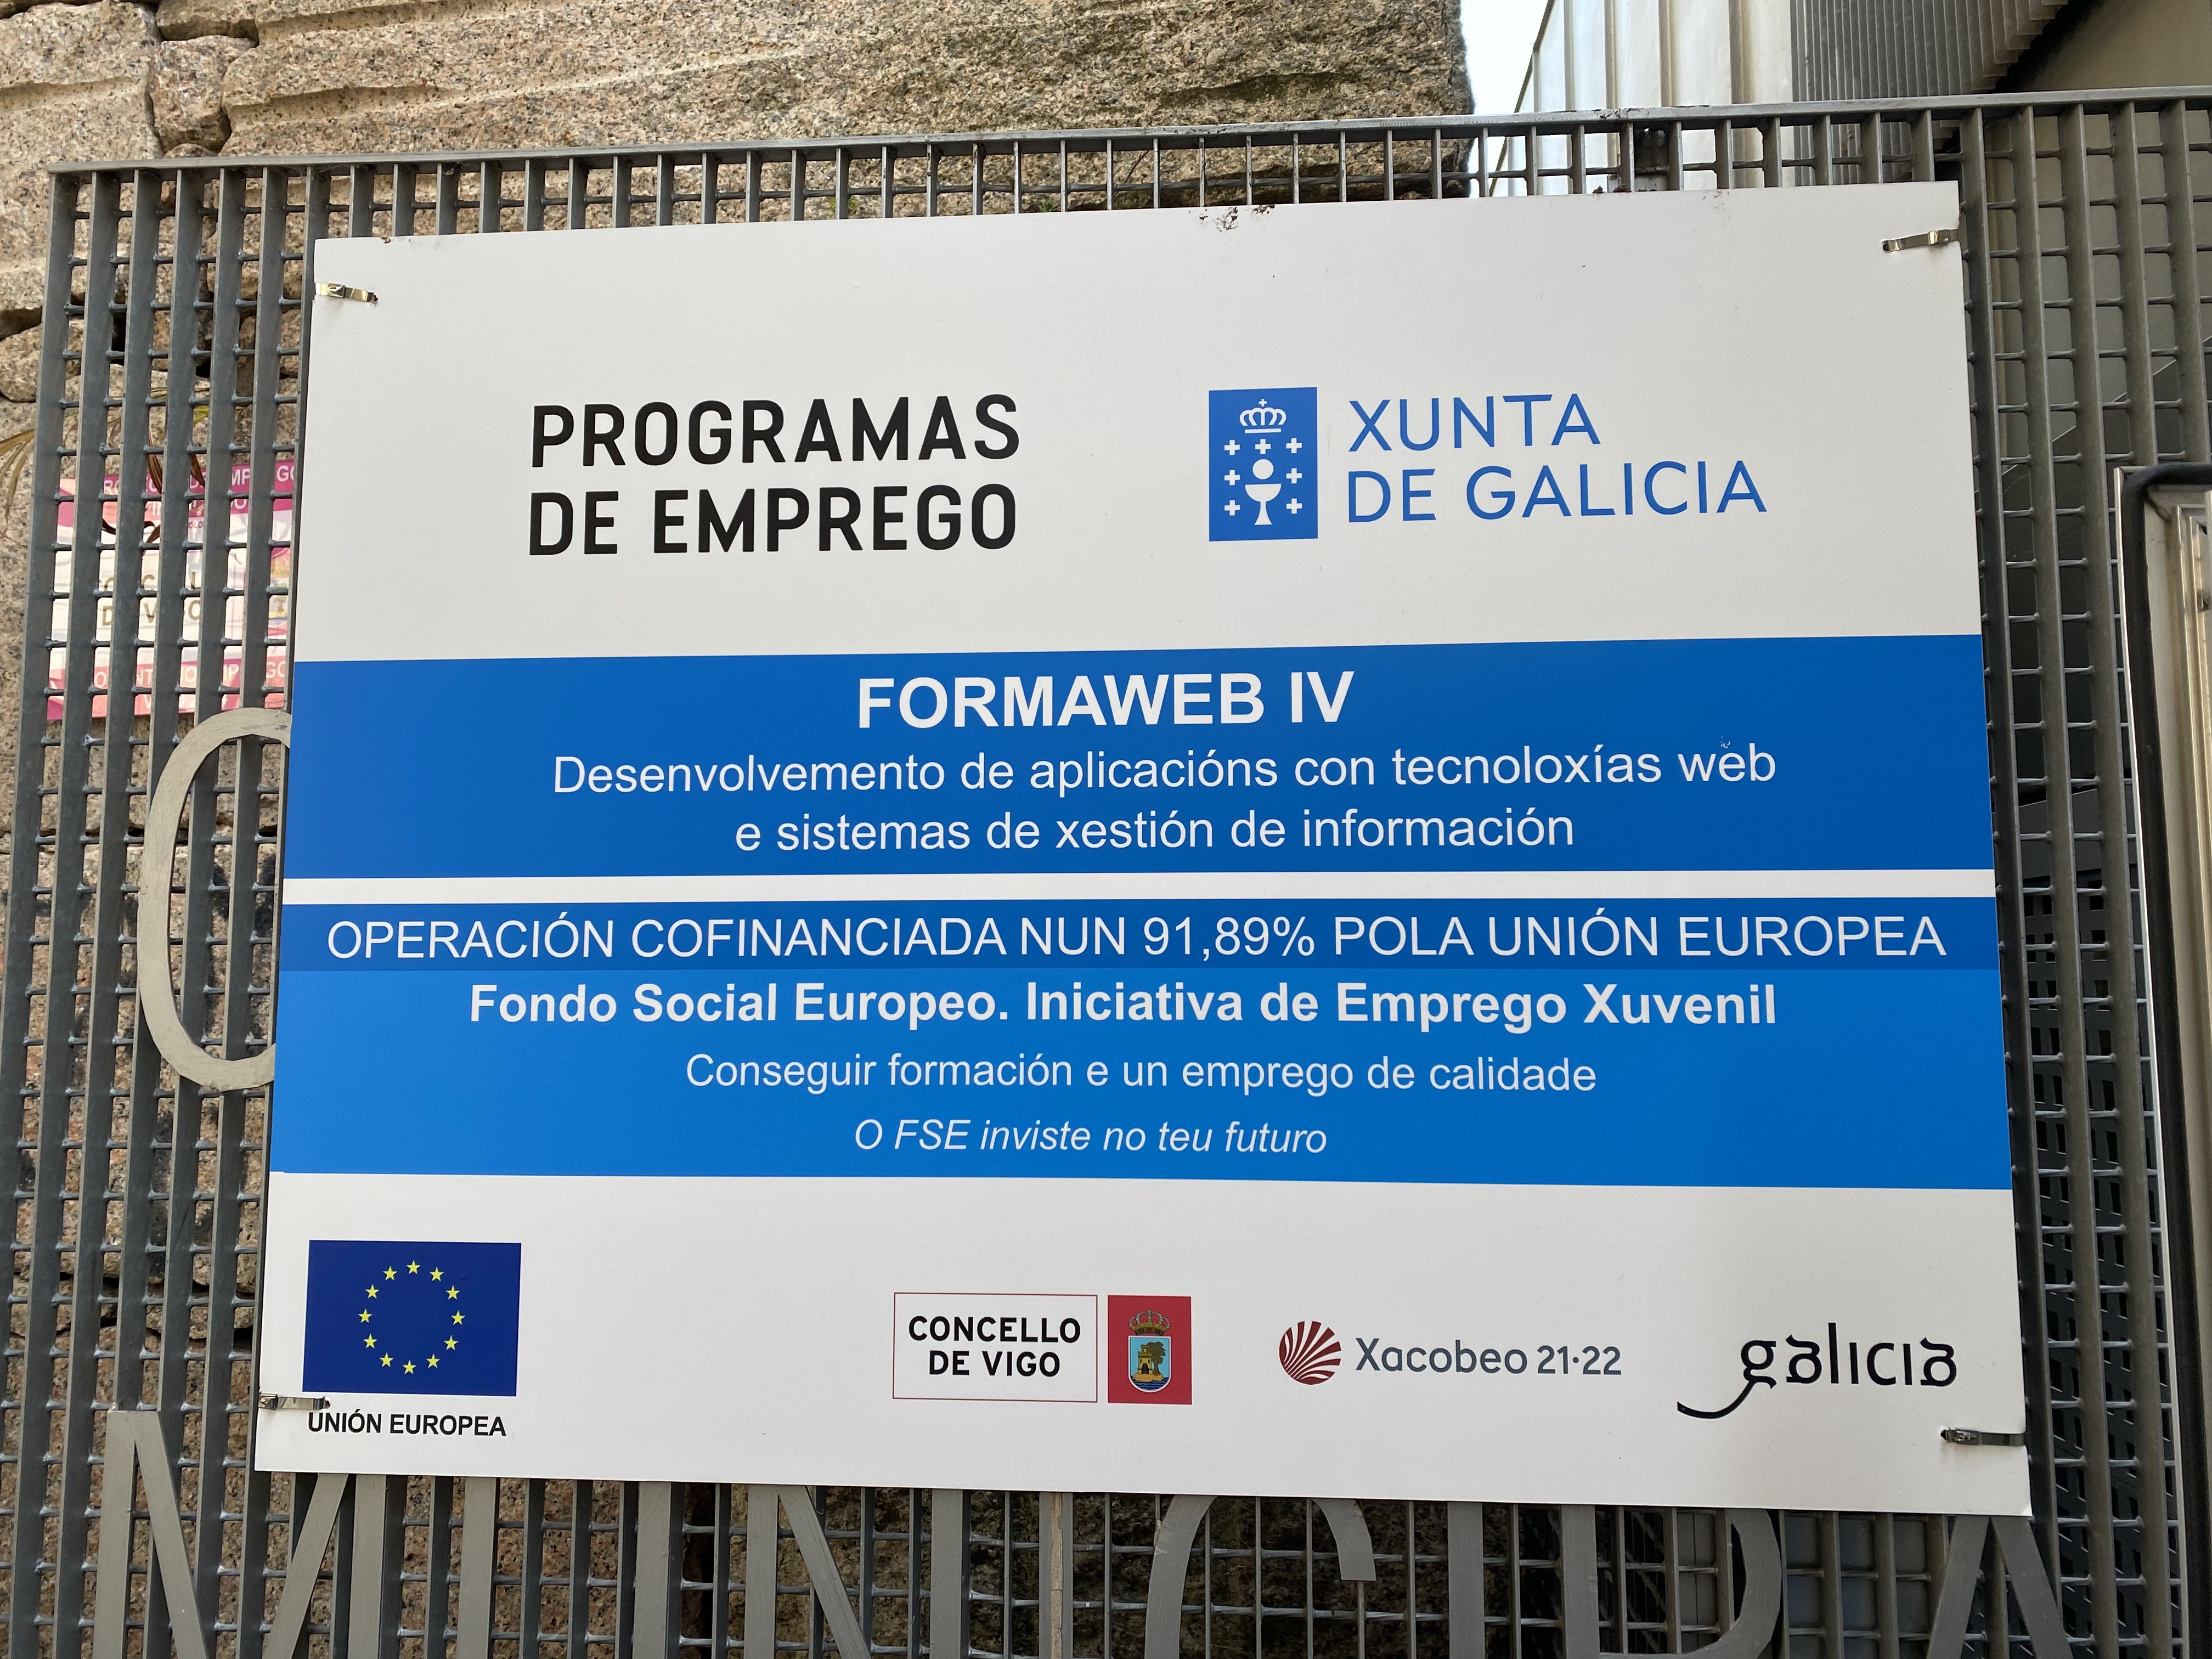 PROGRAMAS
DE EMPREGO
XUNTA
DE GALICIA
FORMAWEB IV
Desenvolvemento de aplicacións con tecnoloxías web
e sistemas de xestión de información
OPERACIÓN COFINANCIADA NUN 91,89% POLA UNIÓN EUROPEA
Fondo Social Europeo. Iniciativa de Emprego Xuvenil
Conseguir formación e un emprego de calidade
O FSE inviste no teu futuro
UNIÓN EUROPEA
CONCELLO
DE VIGO
Xacobeo 21·22
galicia